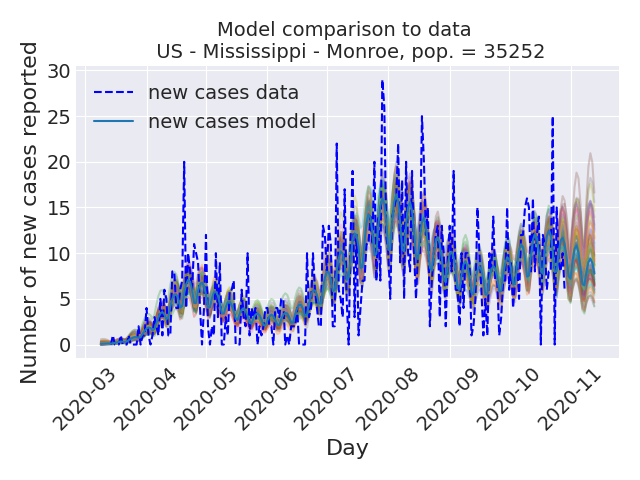 Model comparison to data
US - Mississippi - Monroe, pop. = 35252
Number of new cases reported
30
25
20
15
10
5
0
new cases data
new cases model
2020-03
2020-04
2020-05
2020-06
2020-07
2020-08
2020-09
2020-10
2020-11
Day